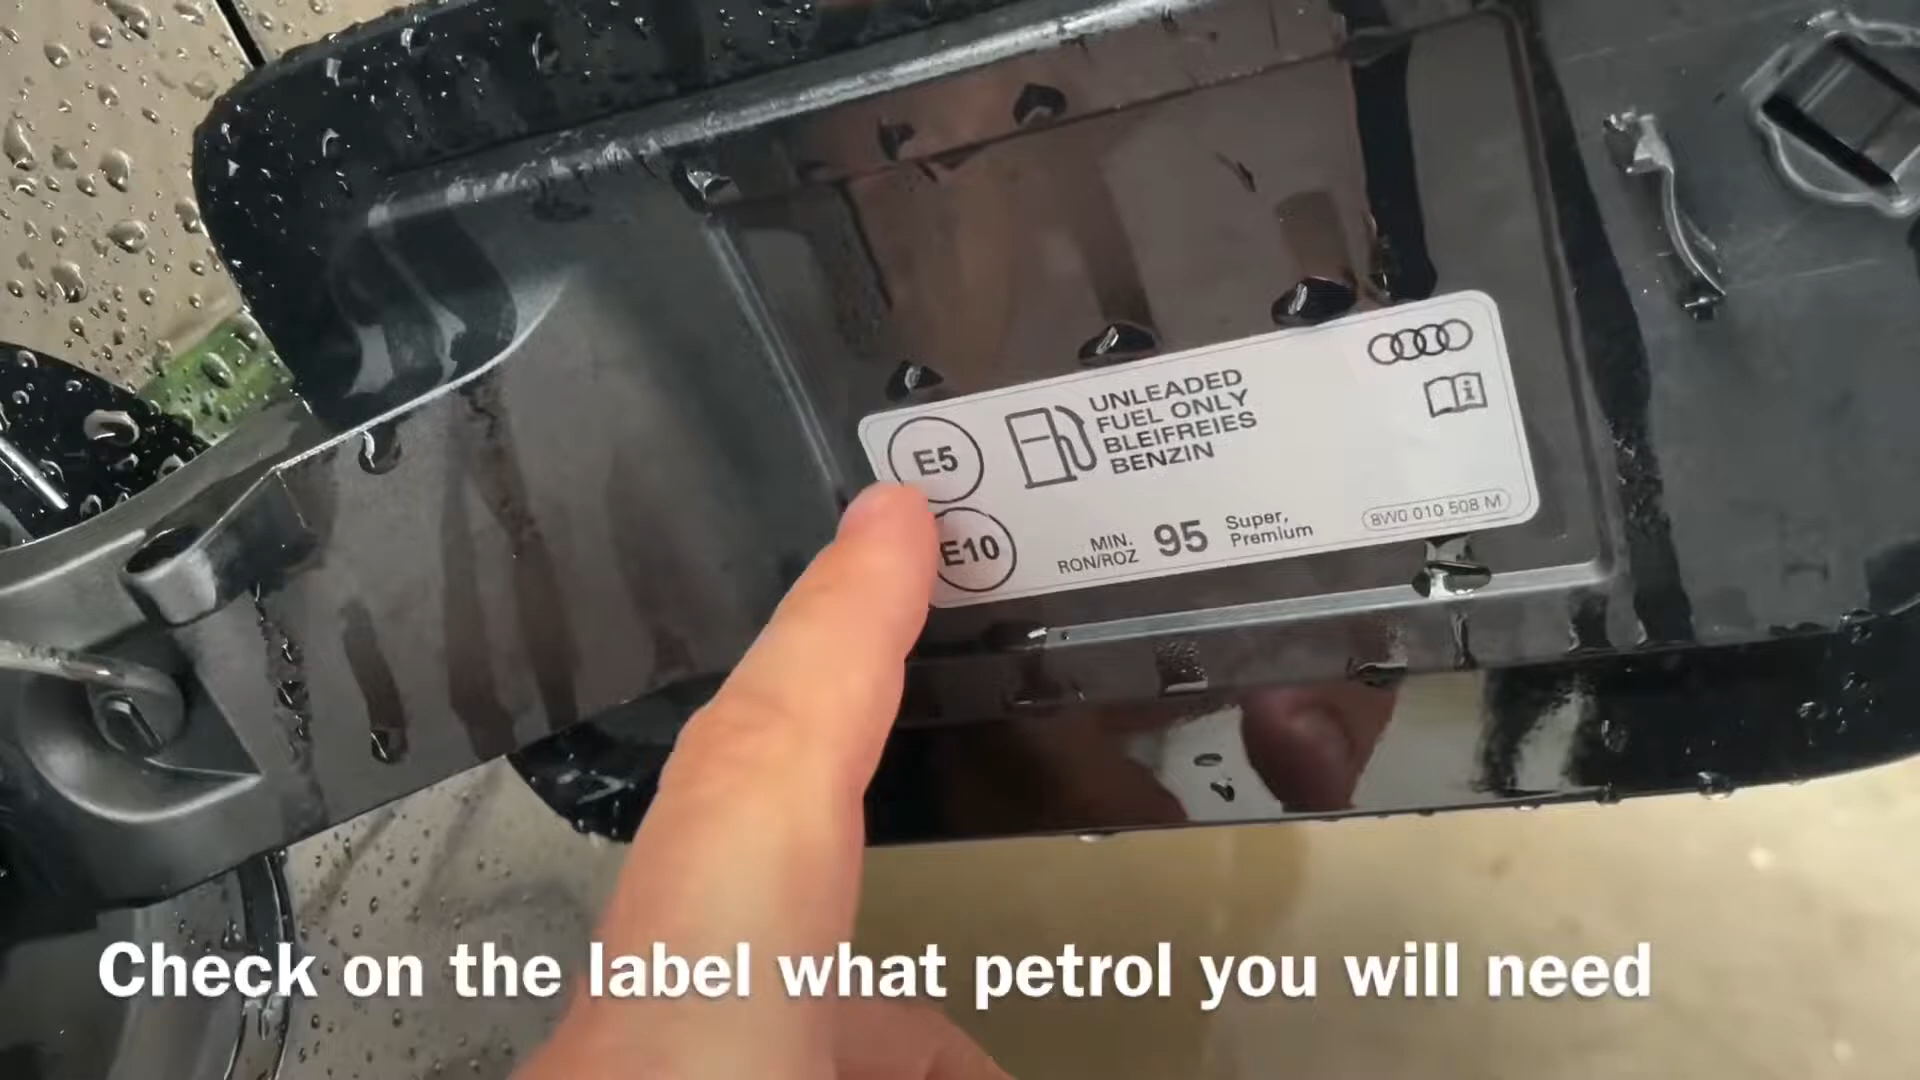 E5
UNLEADED
FUEL ONLY
BLEIFREIES
BENZIN
E10
MIN.
RON/ROZ
95
Super,
Premium
8W0 010 508 M
Check on the label what petrol you will need